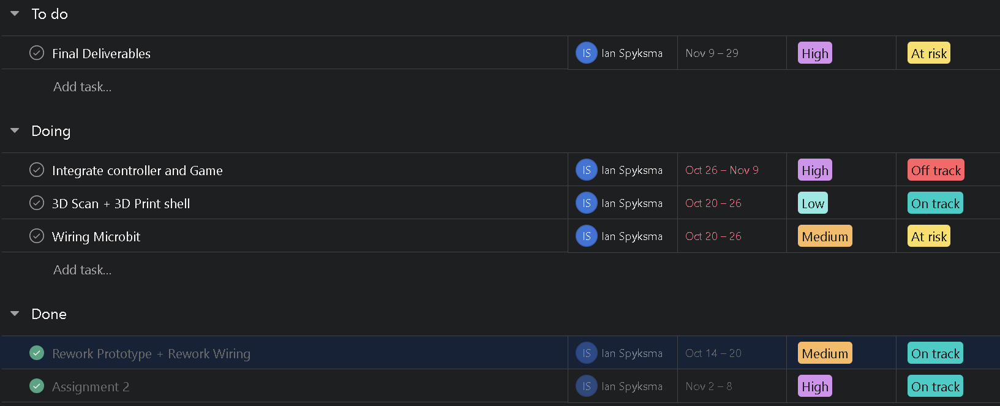 To do
Final Deliverables IS Ian Spyksma Nov 9 – 29 High At risk
Add task...
Doing
Integrate controller and Game IS Ian Spyksma Oct 26 – Nov 9 High Off track
3D Scan + 3D Print shell IS Ian Spyksma Oct 20 – 26 Low On track
Wiring Microbit IS Ian Spyksma Oct 20 – 26 Medium At risk
Add task...
Done
Rework Prototype + Rework Wiring IS Ian Spyksma Oct 14 – 20 Medium On track
Assignment 2 IS Ian Spyksma Nov 2 – 8 High On track